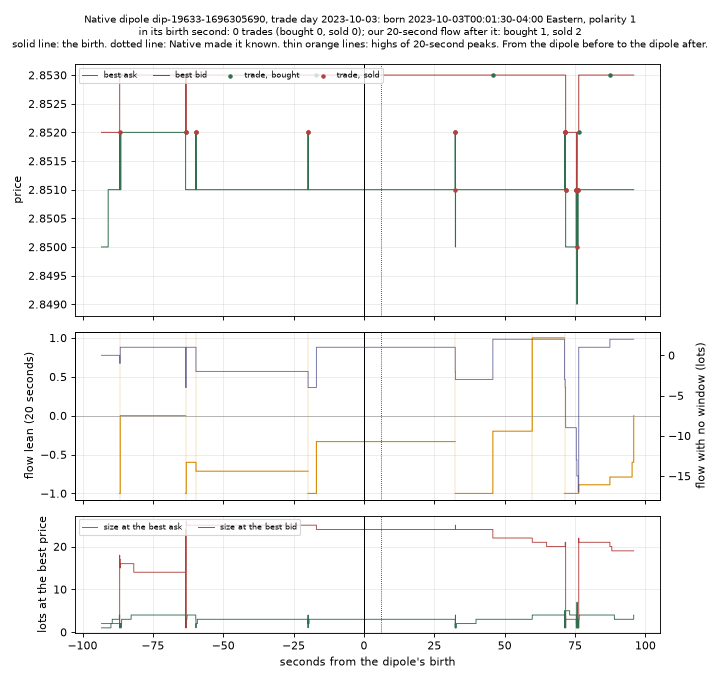 Native dipole dip-19633-1696305690, trade day 2023-10-03: born 2023-10-03T00:01:30-04:00 Eastern, polarity 1
in its birth second: 0 trades (bought 0, sold 0); our 20-second flow after it: bought 1, sold 2
solid line: the birth. dotted line: Native made it known. thin orange lines: highs of 20-second peaks. From the dipole before to the dipole after.
best ask
best bid
trade, bought
trade, sold
2.8530
2.8525
2.8520
2.8515
2.8510
2.8505
2.8500
2.8495
2.8490
price
1.0
0.5
0.0
−0.5
−1.0
flow lean (20 seconds)
0
−5
−10
−15
flow with no window (lots)
size at the best ask
size at the best bid
20
10
0
lots at the best price
−100
−75
−50
−25
0
25
50
75
100
seconds from the dipole's birth